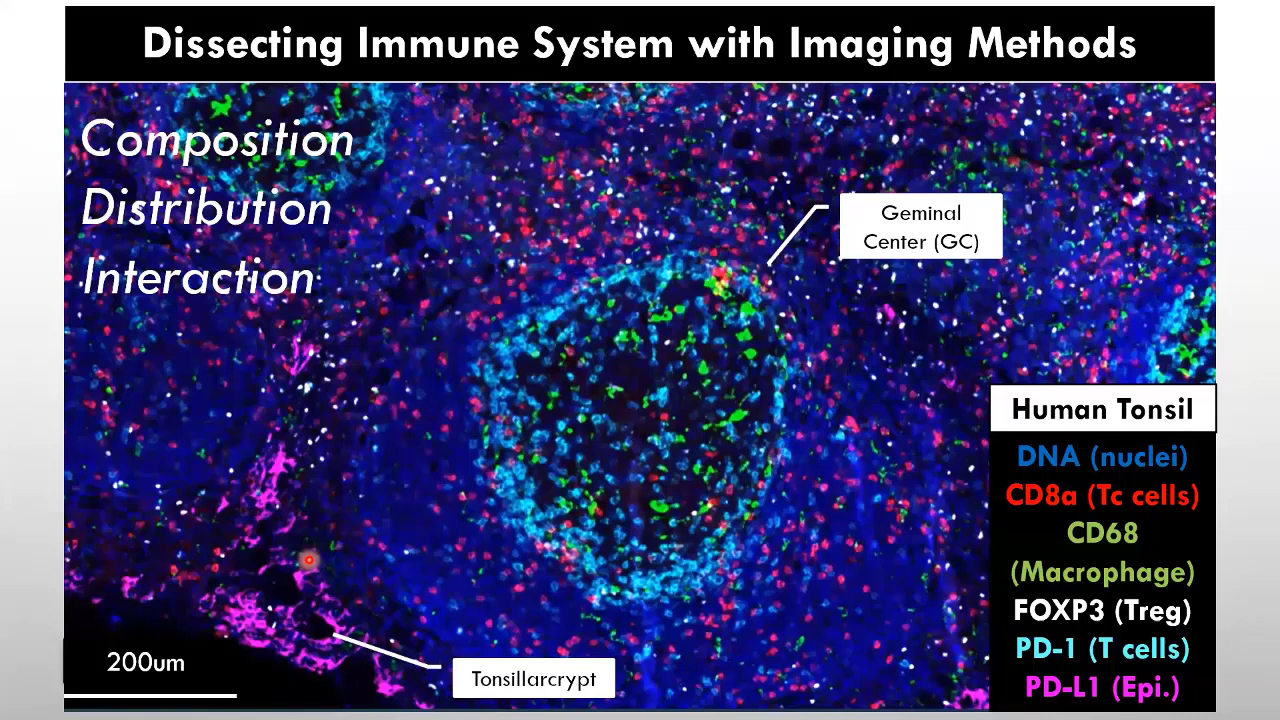 Dissecting Immune System with Imaging Methods
Composition
Distribution
Interaction
Geminal
Center (GC)
Human Tonsil
DNA (nuclei)
CD8a (Tc cells)
CD68
(Macrophage)
FOXP3 (Treg)
PD-1 (T cells)
PD-L1 (Epi.)
200um
Tonsillarcrypt